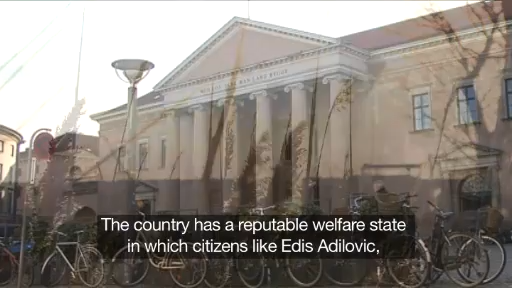 The country has a reputable welfare state
in which citizens like Edis Adilovic,